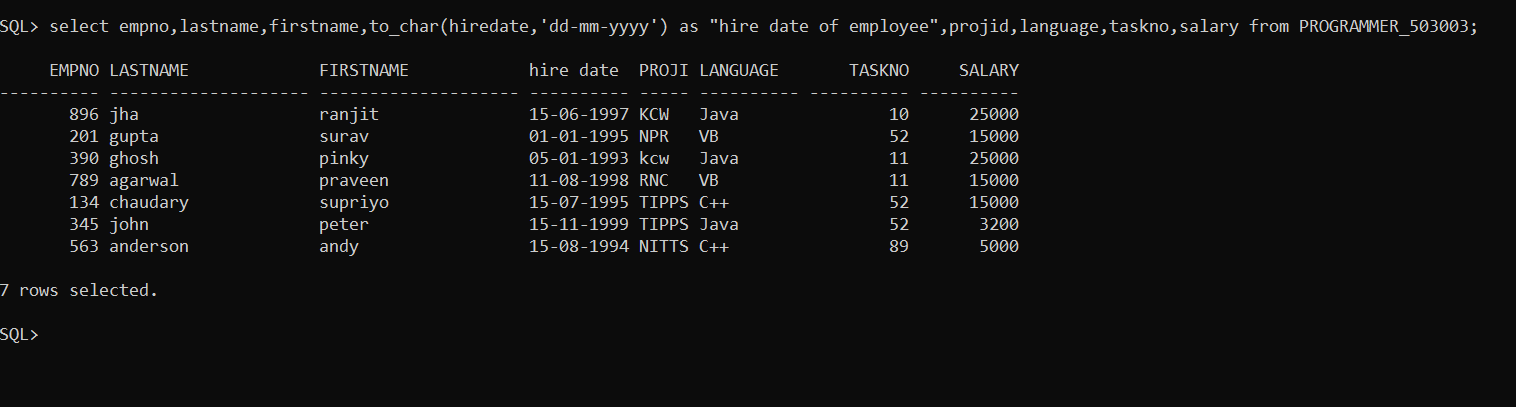 SQL> select empno,lastname,firstname,to_char(hiredate,'dd-mm-yyyy') as "hire date of employee",projid,language,taskno,salary from PROGRAMMER_503003;
     EMPNO LASTNAME             FIRSTNAME            hire date  PROJI LANGUAGE       TASKNO     SALARY
---------- -------------------- -------------------- ---------- ----- ---------- ---------- ----------
       896 jha                  ranjit               15-06-1997 KCW   Java               10      25000
       201 gupta                surav                01-01-1995 NPR   VB                 52      15000
       390 ghosh                pinky                05-01-1993 kcw   Java               11      25000
       789 agarwal              praveen              11-08-1998 RNC   VB                 11      15000
       134 chaudary             supriyo              15-07-1995 TIPPS C++                52      15000
       345 john                 peter                15-11-1999 TIPPS Java               52       3200
       563 anderson             andy                 15-08-1994 NITTS C++                89       5000
7 rows selected.
SQL>